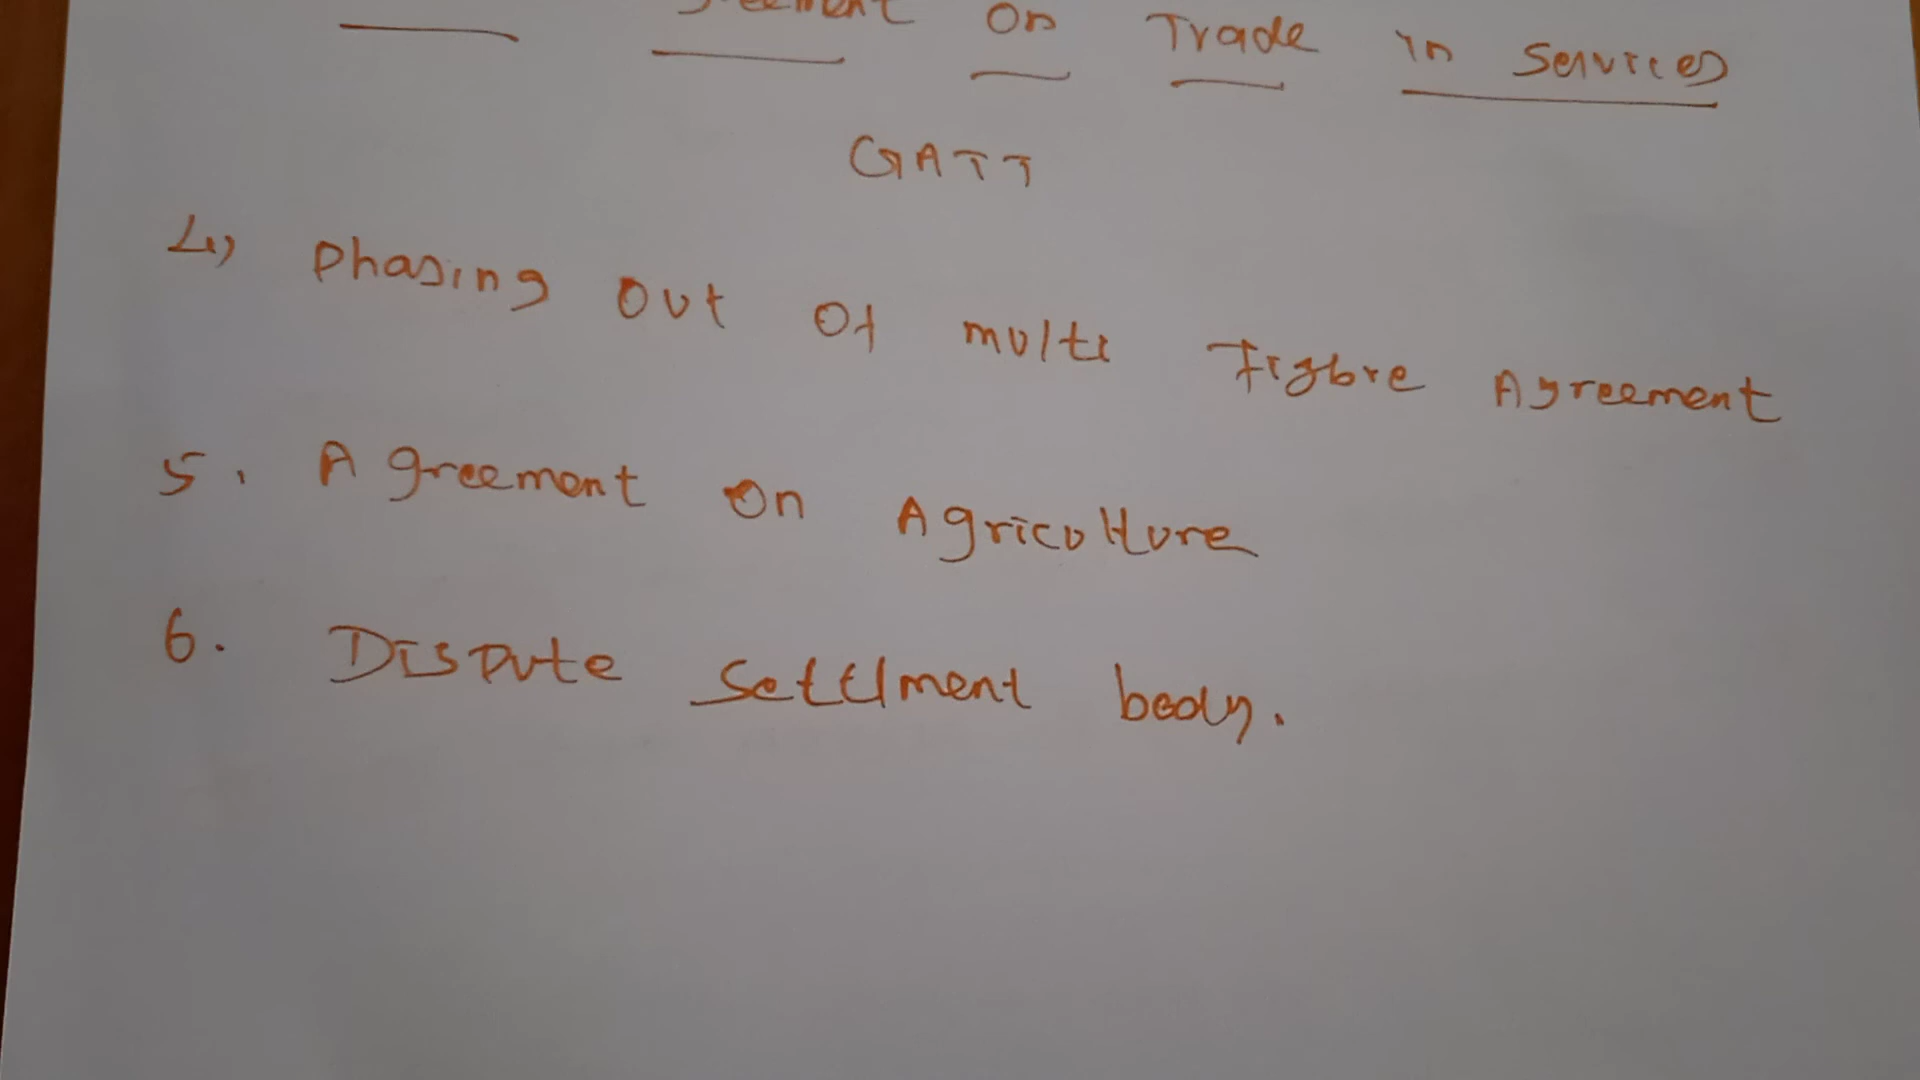 on Trade in Services
GATT
4) Phasing out of multi Figbre Agreement
5. Agreement on Agriculture
6. Dispute Settlment body.